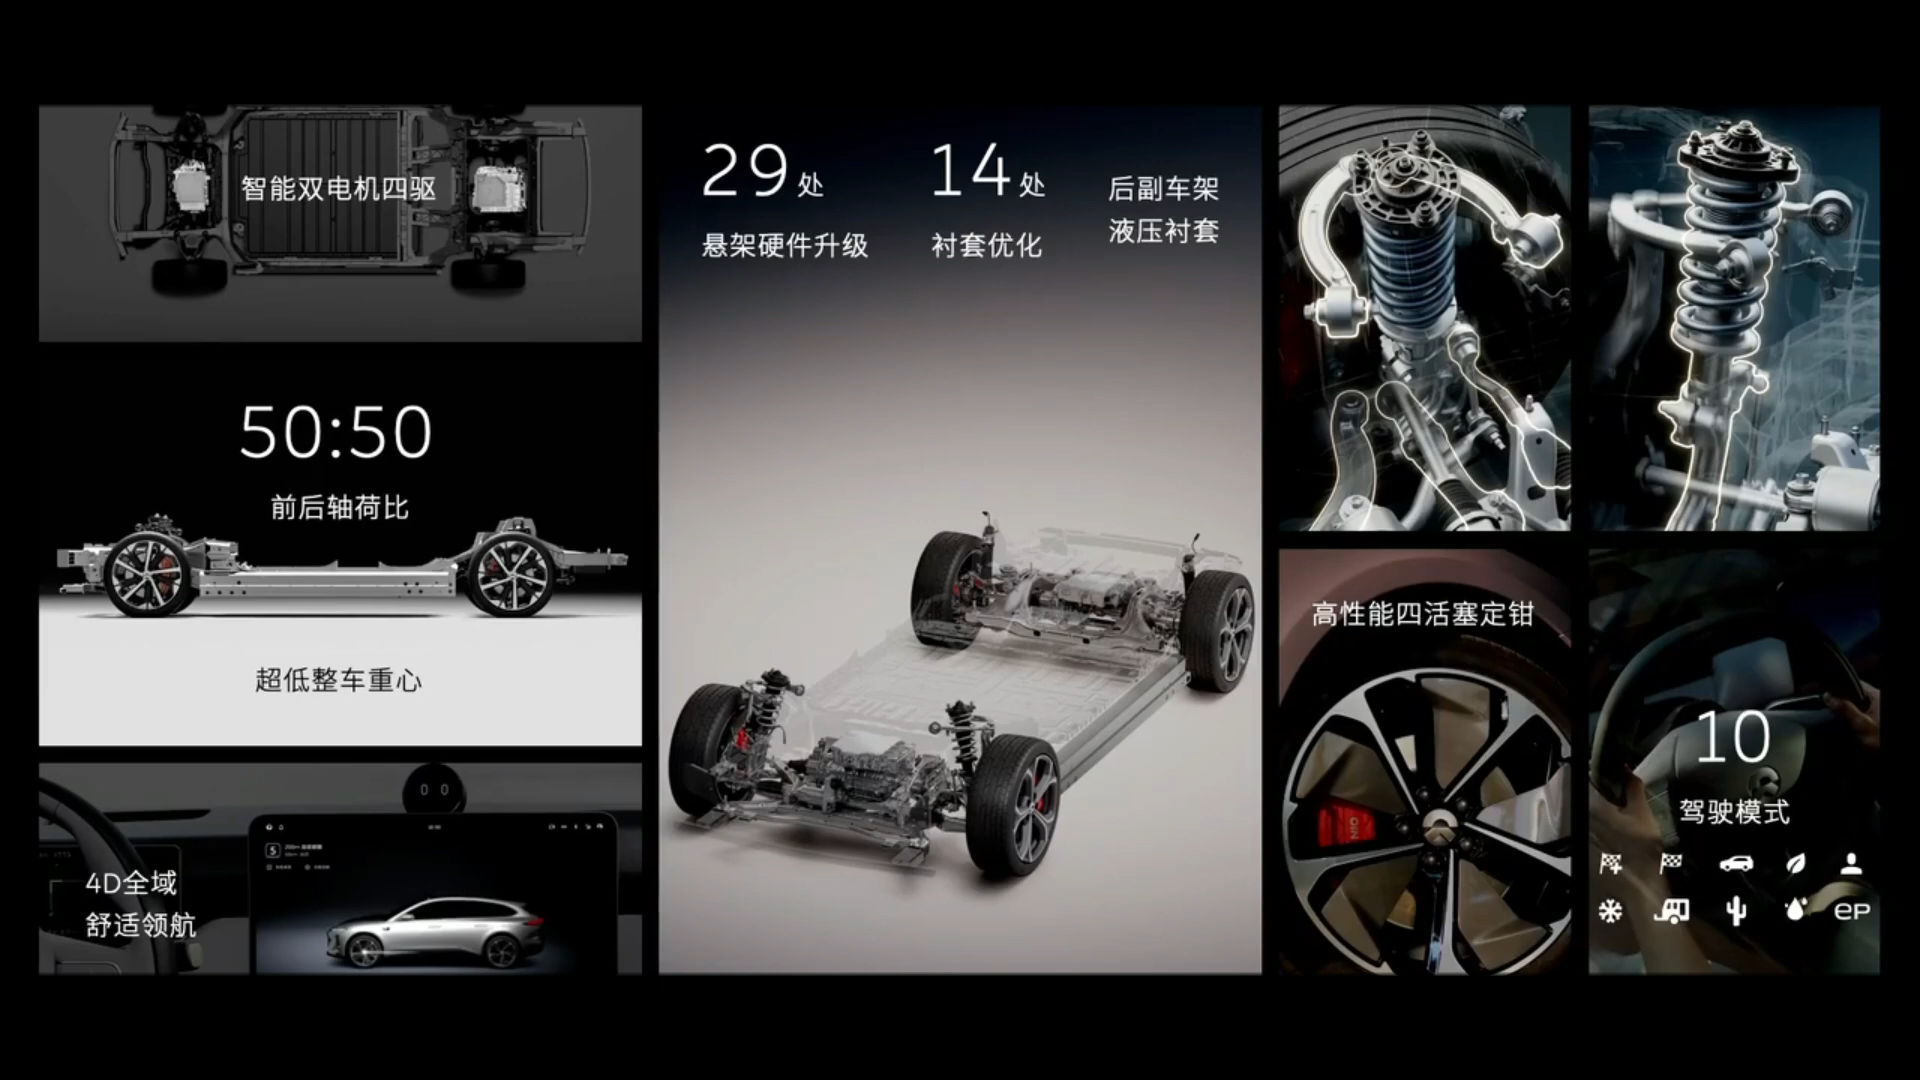 智能双电机四驱
50:50
前后轴荷比
超低整车重心
4D全域
舒适领航
29处
悬架硬件升级
14处
衬套优化
后副车架
液压衬套
高性能四活塞定钳
NIO
10
驾驶模式
eP